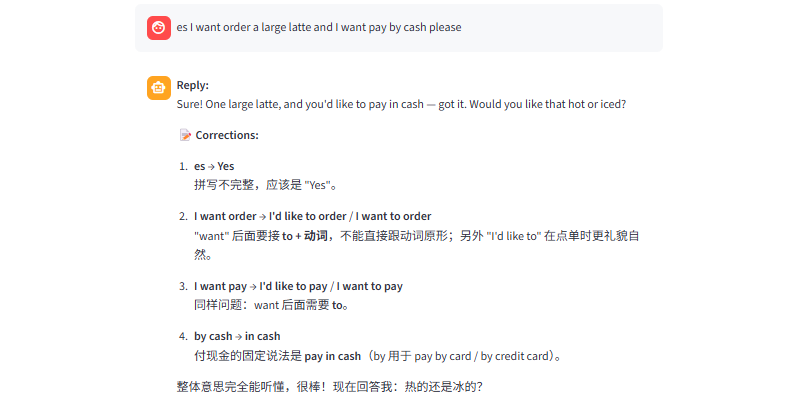 es I want order a large latte and I want pay by cash please
Reply:
Sure! One large latte, and you'd like to pay in cash — got it. Would you like that hot or iced?
📝 Corrections:
1. es → Yes
拼写不完整，应该是 "Yes"。
2. I want order → I'd like to order / I want to order
"want" 后面要接 to + 动词，不能直接跟动词原形；另外 "I'd like to" 在点单时更礼貌自
然。
3. I want pay → I'd like to pay / I want to pay
同样问题：want 后面需要 to。
4. by cash → in cash
付现金的固定说法是 pay in cash（by 用于 pay by card / by credit card）。
整体意思完全能听懂，很棒！现在回答我：热的还是冰的？